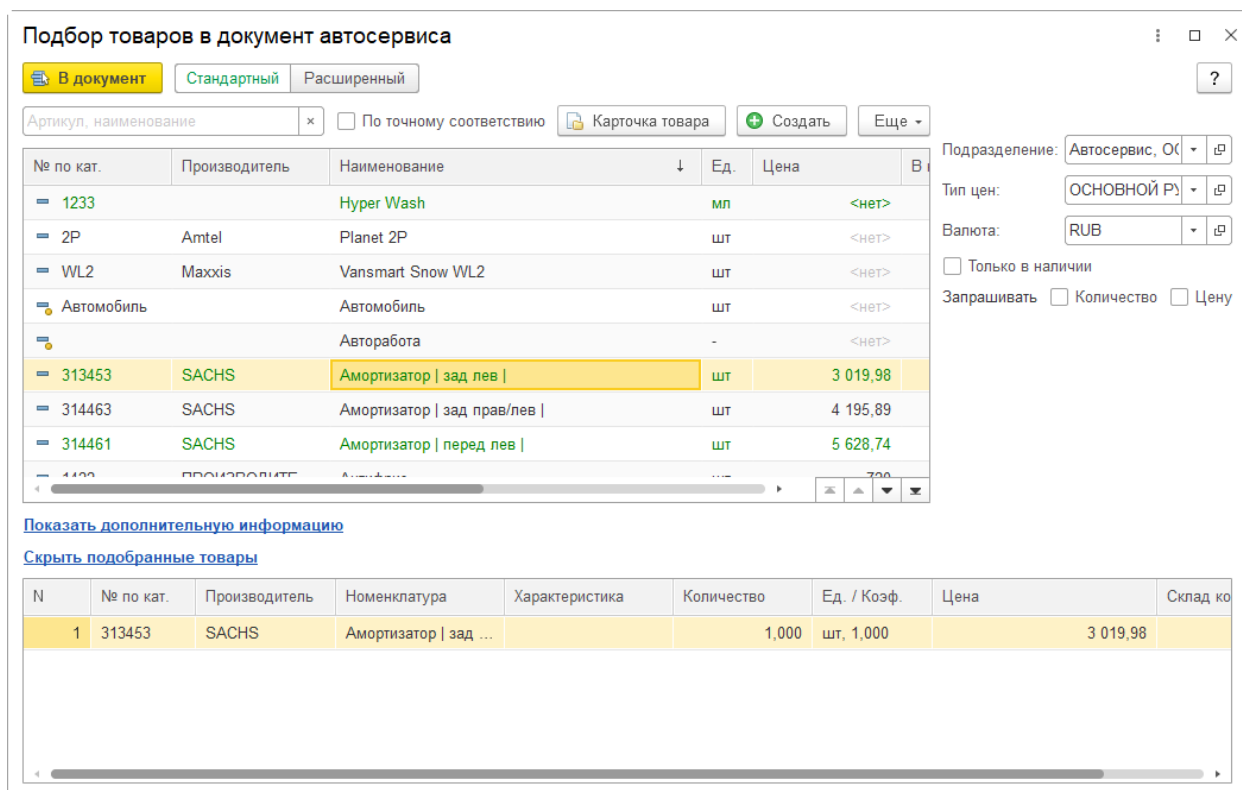 Подбор товаров в документ автосервиса
В документ Стандартный Расширенный ?
Артикул, наименование × По точному соответствию Карточка товара Создать Еще
Подразделение: Автосервис, ОО
Тип цен: ОСНОВНОЙ РУ
Валюта: RUB
Только в наличии
Запрашивать Количество Цену
№ по кат. Производитель Наименование ↓ Ед. Цена В
1233 Hyper Wash мл <нет>
2P Amtel Planet 2P шт <нет>
WL2 Maxxis Vansmart Snow WL2 шт <нет>
Автомобиль Автомобиль шт <нет>
Авторабота - <нет>
313453 SACHS Амортизатор | зад лев | шт 3 019,98
314463 SACHS Амортизатор | зад прав/лев | шт 4 195,89
314461 SACHS Амортизатор | перед лев | шт 5 628,74
Показать дополнительную информацию
Скрыть подобранные товары
N № по кат. Производитель Номенклатура Характеристика Количество Ед. / Коэф. Цена Склад ко
1 313453 SACHS Амортизатор | зад ... 1,000 шт, 1,000 3 019,98